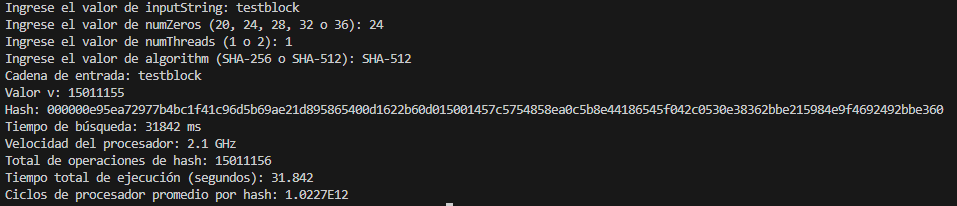 Ingrese el valor de inputString: testblock
Ingrese el valor de numZeros (20, 24, 28, 32 o 36): 24
Ingrese el valor de numThreads (1 o 2): 1
Ingrese el valor de algorithm (SHA-256 o SHA-512): SHA-512
Cadena de entrada: testblock
Valor v: 15011155
Hash: 000000e95ea72977b4bc1f41c96d5b69ae21d895865400d1622b60d015001457c5754858ea0c5b8e44186545f042c0530e38362bbe215984e9f4692492bbe360
Tiempo de búsqueda: 31842 ms
Velocidad del procesador: 2.1 GHz
Total de operaciones de hash: 15011156
Tiempo total de ejecución (segundos): 31.842
Ciclos de procesador promedio por hash: 1.0227E12